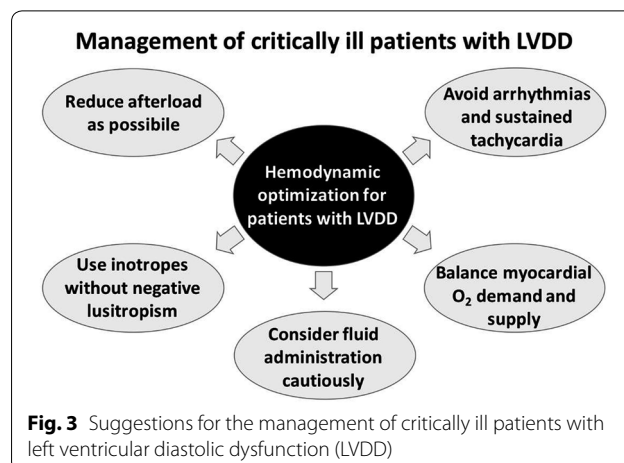 Management of critically ill patients with LVDD
Reduce afterload
as possibile
Avoid arrhythmias
and sustained
tachycardia
Hemodynamic
optimization for
patients with LVDD
Use inotropes
without negative
lusitropism
Balance myocardial
O₂ demand and
supply
Consider fluid
administration
cautiously
Fig. 3 Suggestions for the management of critically ill patients with
left ventricular diastolic dysfunction (LVDD)